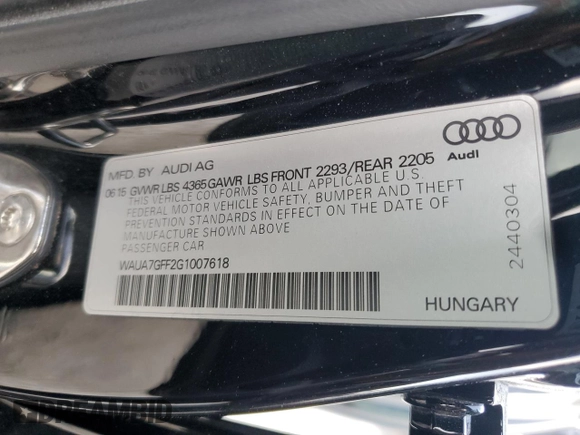 MFD. BY AUDI AG
06 15 GVWR LBS 4365 GAWR LBS FRONT 2293/REAR 2205
THIS VEHICLE CONFORMS TO ALL APPLICABLE U.S.
FEDERAL MOTOR VEHICLE SAFETY, BUMPER AND THEFT
PREVENTION STANDARDS IN EFFECT ON THE DATE OF
MANUFACTURE SHOWN ABOVE
PASSENGER CAR
WAUA7GFF2G1007618
Audi
2440304
HUNGARY